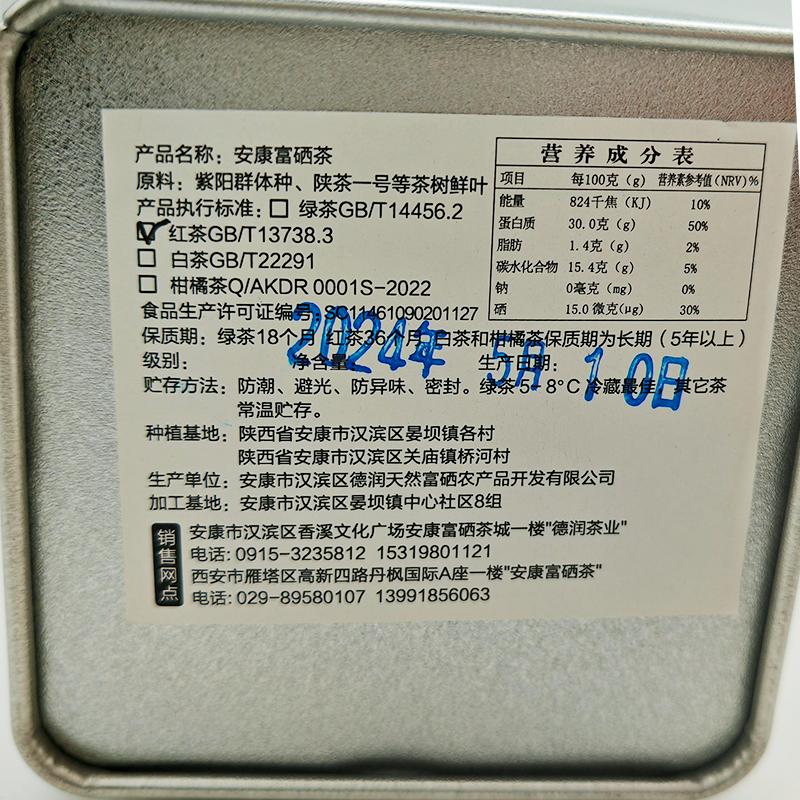 产品名称：安康富硒茶
原料：紫阳群体种、陕茶一号等茶树鲜叶
产品执行标准：☐ 绿茶GB/T14456.2
☑ 红茶GB/T13738.3
☐ 白茶GB/T22291
☐ 柑橘茶Q/AKDR 0001S-2022
营养成分表
项目 每100克（g） 营养素参考值（NRV）%
能量 824千焦（KJ） 10%
蛋白质 30.0克（g） 50%
脂肪 1.4克（g） 2%
碳水化合物 15.4克（g） 5%
钠 0毫克（mg） 0%
硒 15.0 微克（μg） 30%
食品生产许可证编号：SC11461090201127
保质期：绿茶18个月 红茶36个月 白茶和柑橘茶保质期为长期（5年以上）
级别： 净含量： 生产日期：
2024年 5月 10日
贮存方法：防潮、避光、防异味、密封。绿茶5-8°C 冷藏最佳，其它茶
常温贮存。
种植基地：陕西省安康市汉滨区晏坝镇各村
陕西省安康市汉滨区关庙镇桥河村
生产单位：安康市汉滨区德润天然富硒农产品开发有限公司
加工基地：安康市汉滨区晏坝镇中心社区8组
销售网点
安康市汉滨区香溪文化广场安康富硒茶城一楼"德润茶业"
电话：0915-3235812 15319801121
西安市雁塔区高新四路丹枫国际A座一楼"安康富硒茶"
电话：029-89580107 13991856063